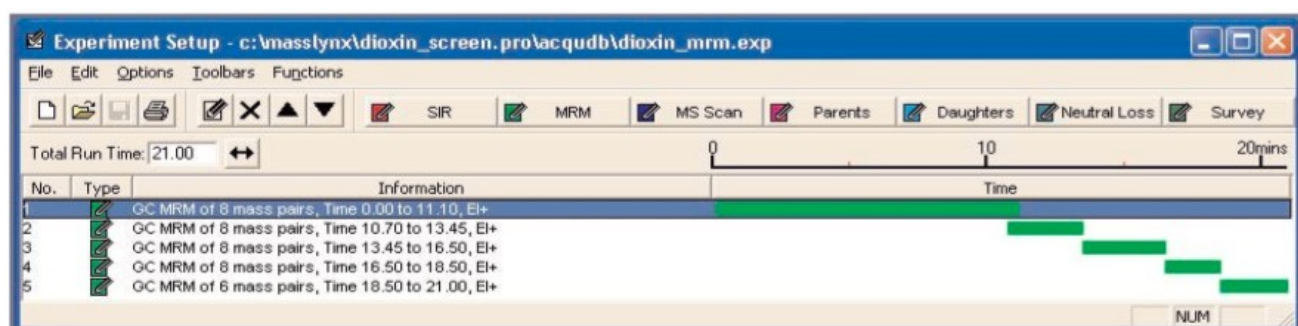 Experiment Setup - c:\masslynx\dioxin_screen.pro\acqudb\dioxin_mrm.exp
File Edit Options Toolbars Functions
SIR MRM MS Scan Parents Daughters Neutral Loss Survey
Total Run Time: 21.00 0 10 20mins
No. Type Information Time
1 GC MRM of 8 mass pairs, Time 0.00 to 11.10, EI+
2 GC MRM of 8 mass pairs, Time 10.70 to 13.45, EI+
3 GC MRM of 8 mass pairs, Time 13.45 to 16.50, EI+
4 GC MRM of 8 mass pairs, Time 16.50 to 18.50, EI+
5 GC MRM of 6 mass pairs, Time 18.50 to 21.00, EI+
NUM